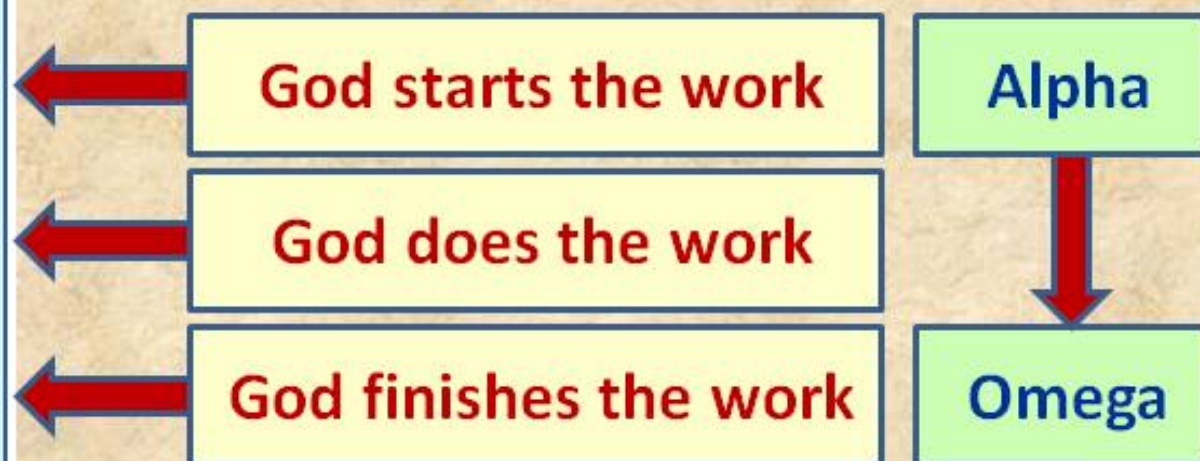 God starts the work
Alpha
God does the work
God finishes the work
Omega